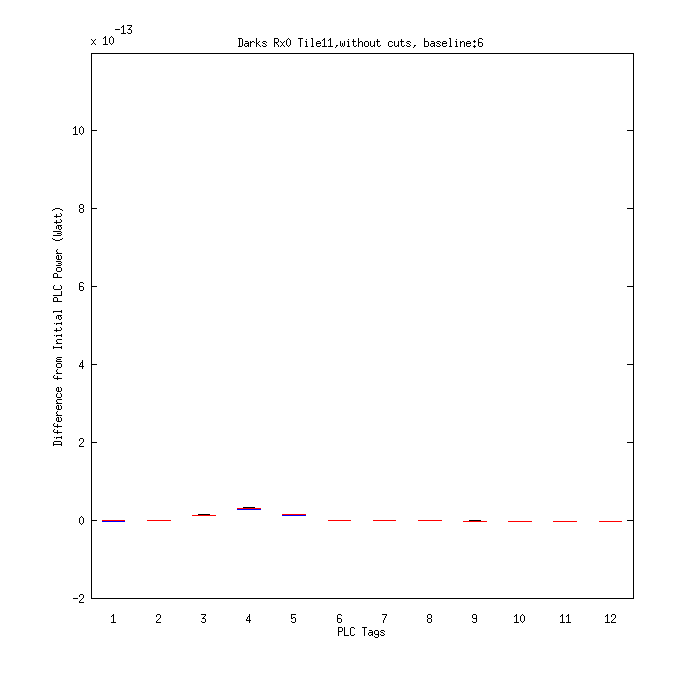 x 10 -13
Darks Rx0 Tile11,without cuts, baseline:6
Difference from Initial PLC Power (Watt)
10
8
6
4
2
0
-2
1 2 3 4 5 6 7 8 9 10 11 12
PLC Tags